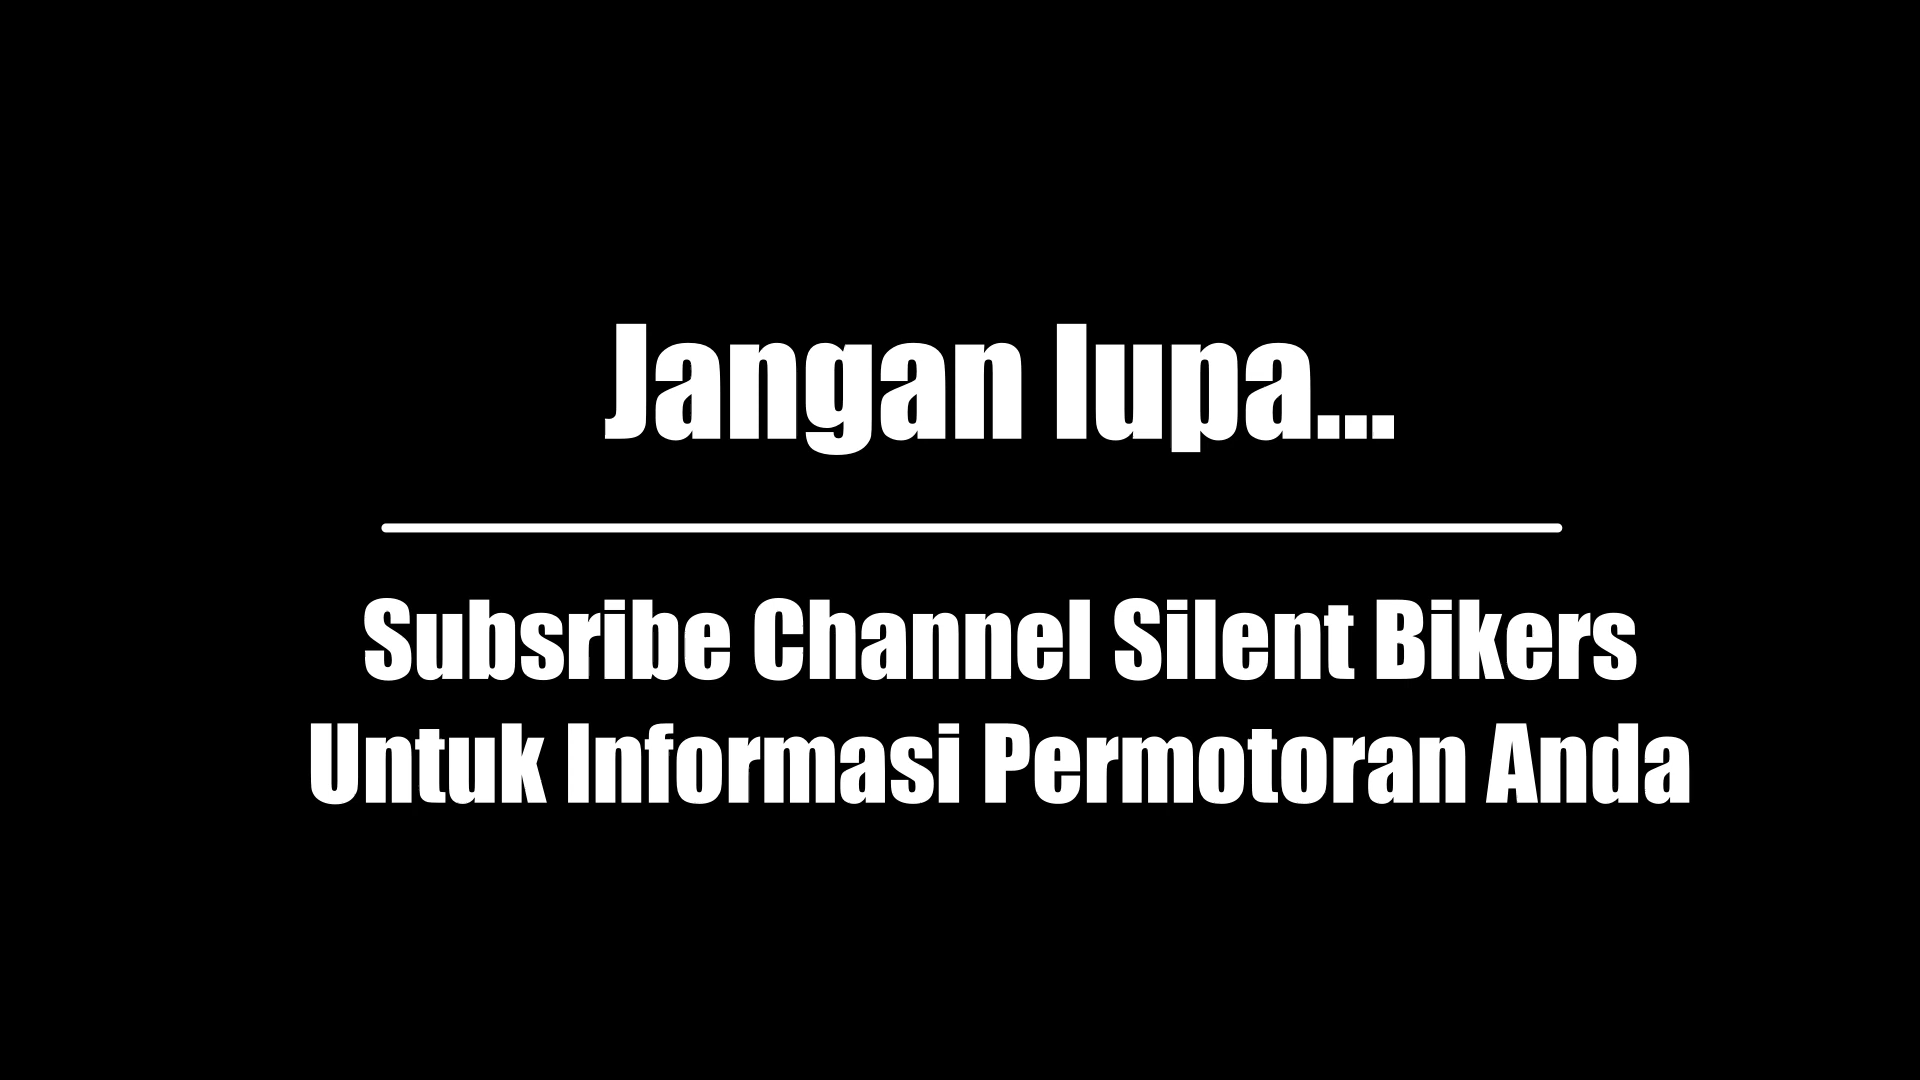 Jangan lupa...
Subsribe Channel Silent Bikers
Untuk Informasi Permotoran Anda